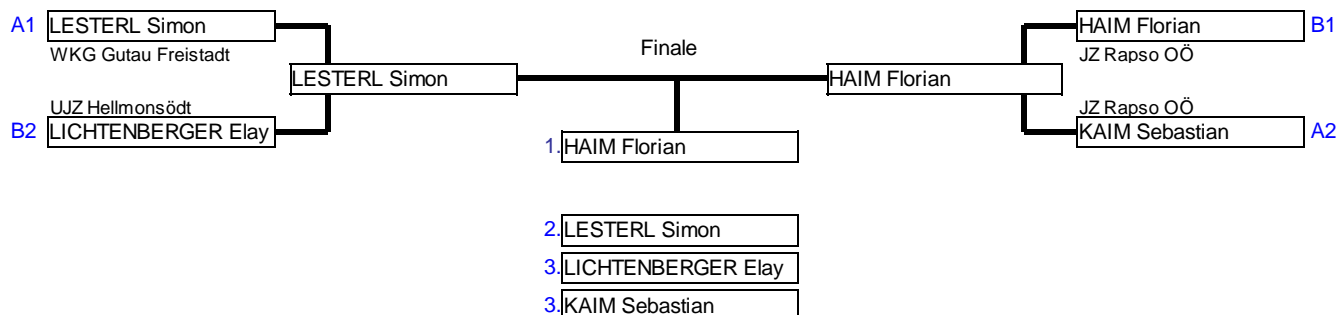 A1 LESTERL Simon
HAIM Florian B1
WKG Gutau Freistadt
Finale
JZ Rapso OÖ
LESTERL Simon
HAIM Florian
UJZ Hellmonsödt
JZ Rapso OÖ
B2 LICHTENBERGER Elay
KAIM Sebastian A2
1. HAIM Florian
2. LESTERL Simon
3. LICHTENBERGER Elay
3. KAIM Sebastian